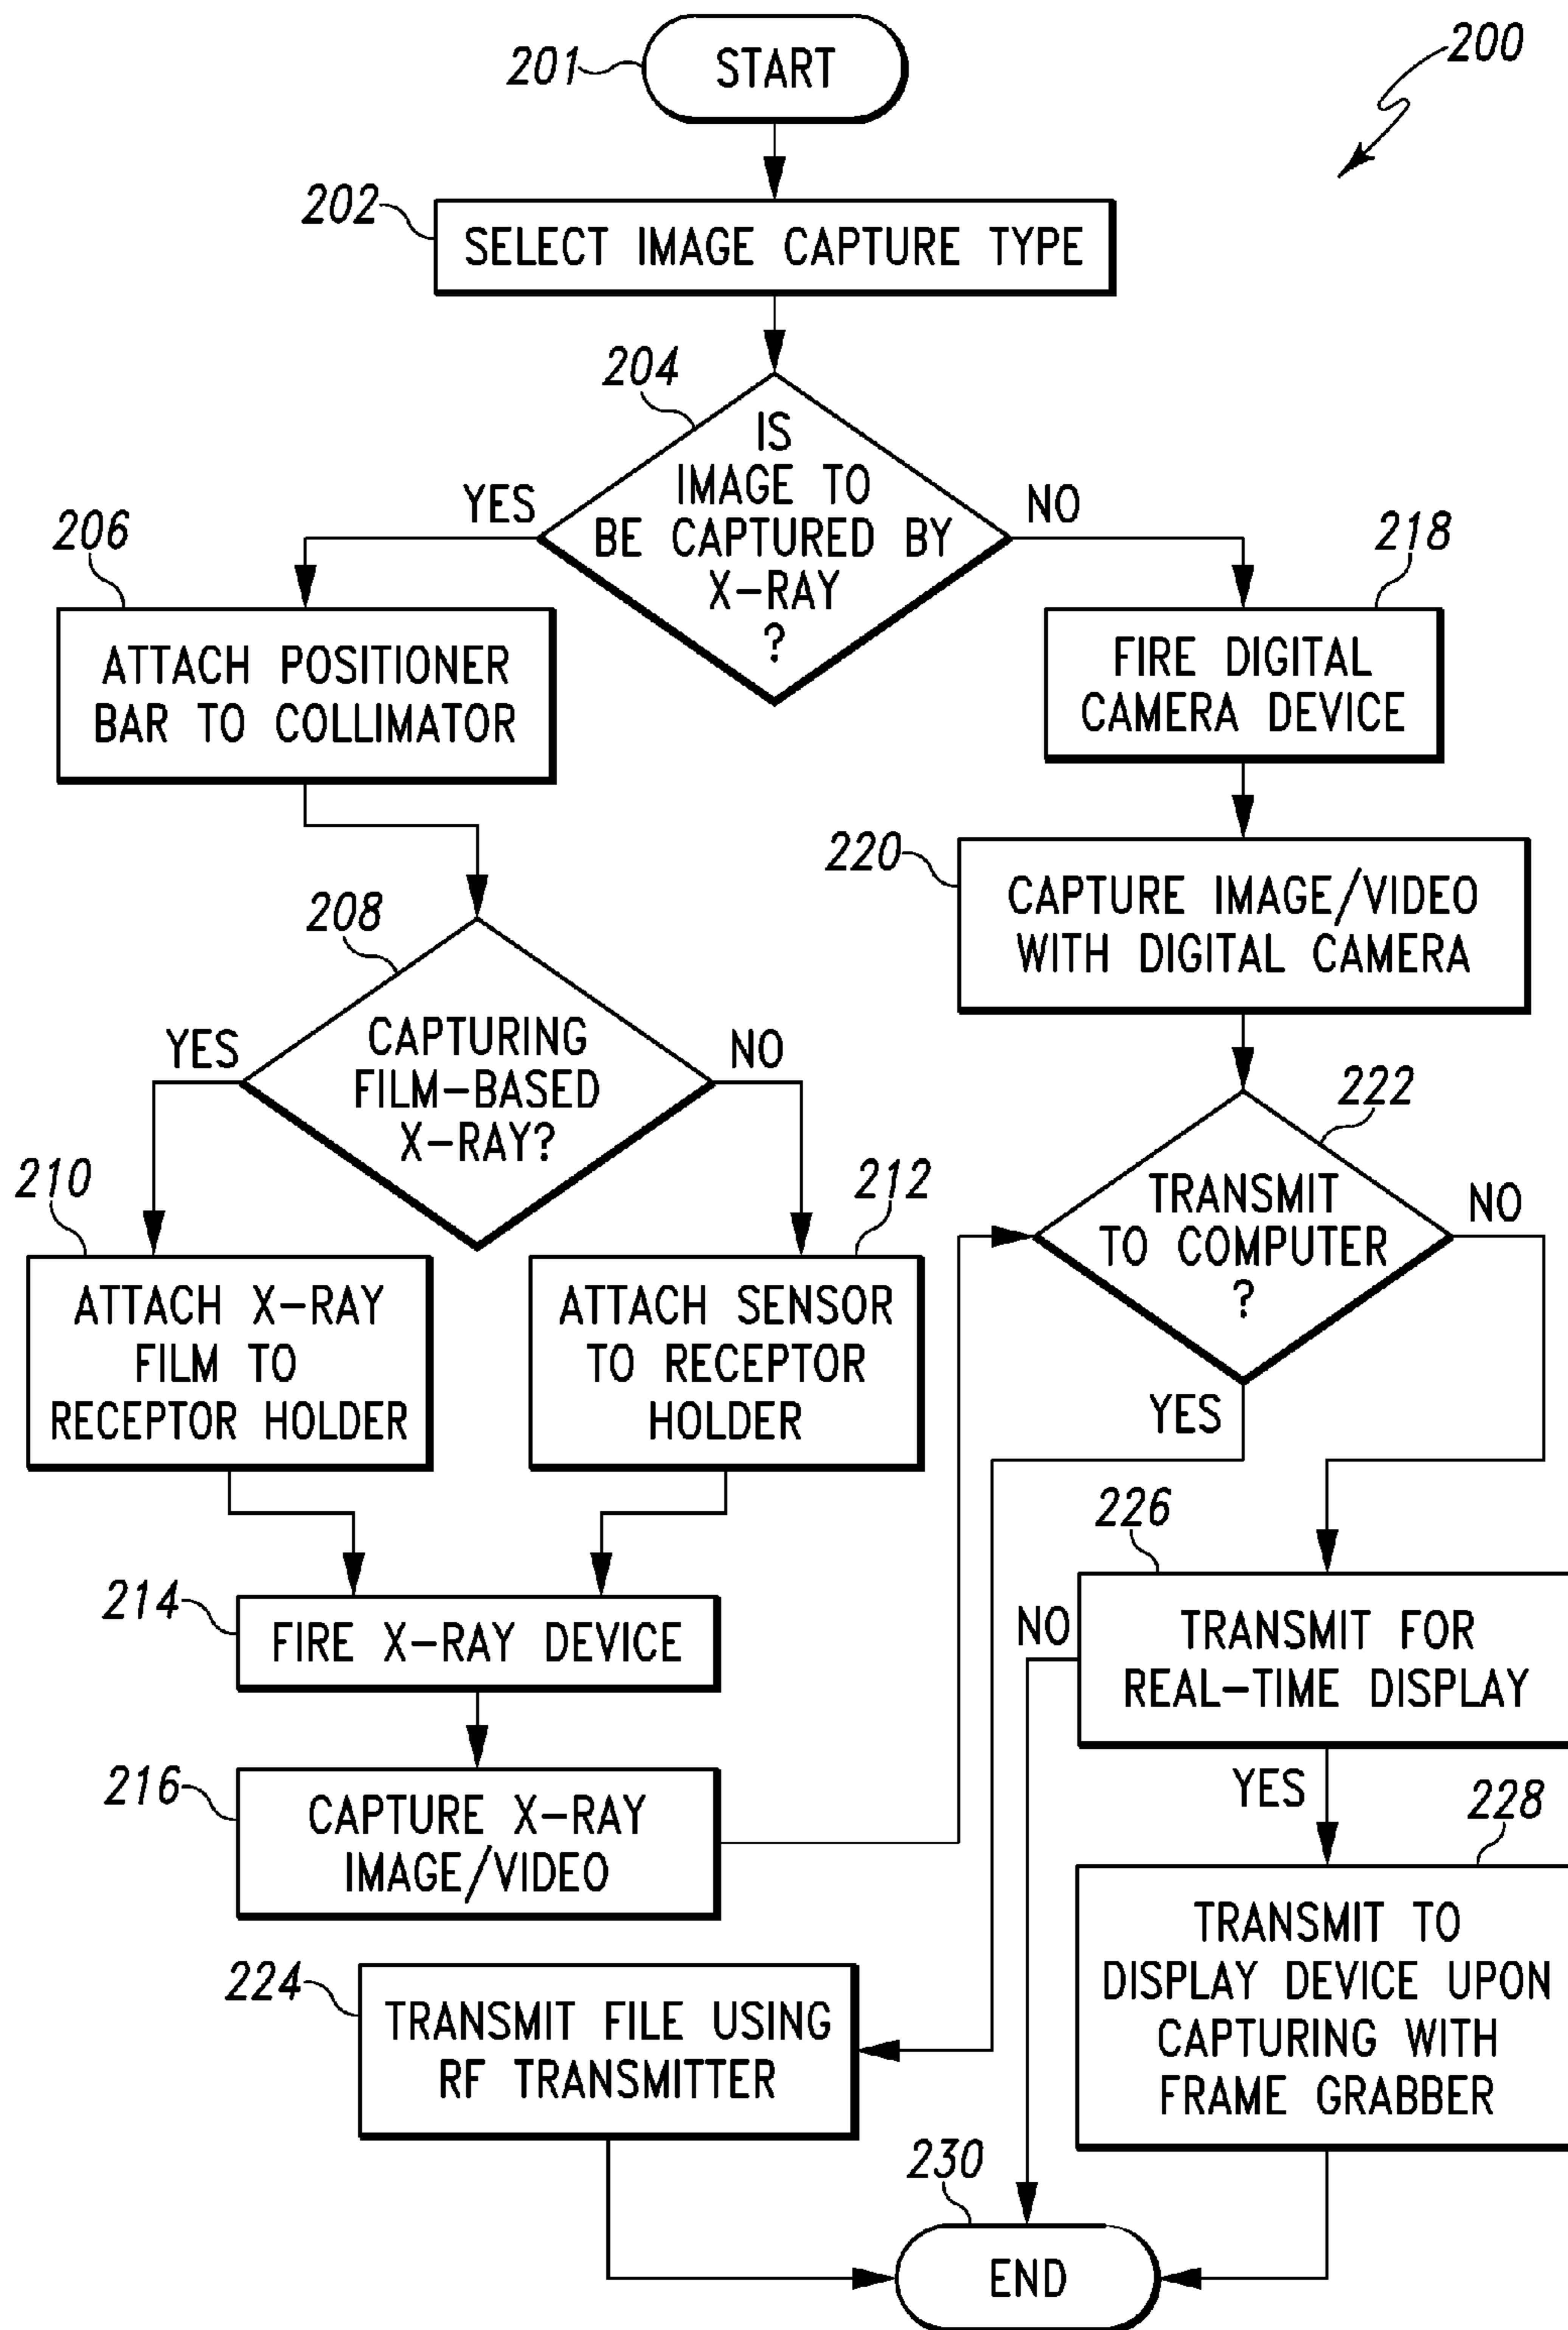 200
201
START
202
SELECT IMAGE CAPTURE TYPE
204
IS
IMAGE TO
BE CAPTURED BY
X-RAY
?
YES
NO
206
ATTACH POSITIONER
BAR TO COLLIMATOR
218
FIRE DIGITAL
CAMERA DEVICE
220
CAPTURE IMAGE/VIDEO
WITH DIGITAL CAMERA
208
CAPTURING
FILM-BASED
X-RAY?
YES
NO
210
ATTACH X-RAY
FILM TO
RECEPTOR HOLDER
212
ATTACH SENSOR
TO RECEPTOR
HOLDER
222
TRANSMIT
TO COMPUTER
?
NO
YES
214
FIRE X-RAY DEVICE
216
CAPTURE X-RAY
IMAGE/VIDEO
226
TRANSMIT FOR
REAL-TIME DISPLAY
NO
YES
224
TRANSMIT FILE USING
RF TRANSMITTER
228
TRANSMIT TO
DISPLAY DEVICE UPON
CAPTURING WITH
FRAME GRABBER
230
END